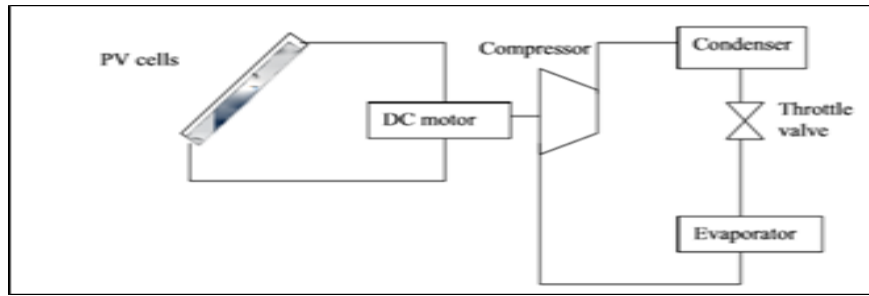 PV cells
DC motor
Compressor
Condenser
Throttle
valve
Evaporator